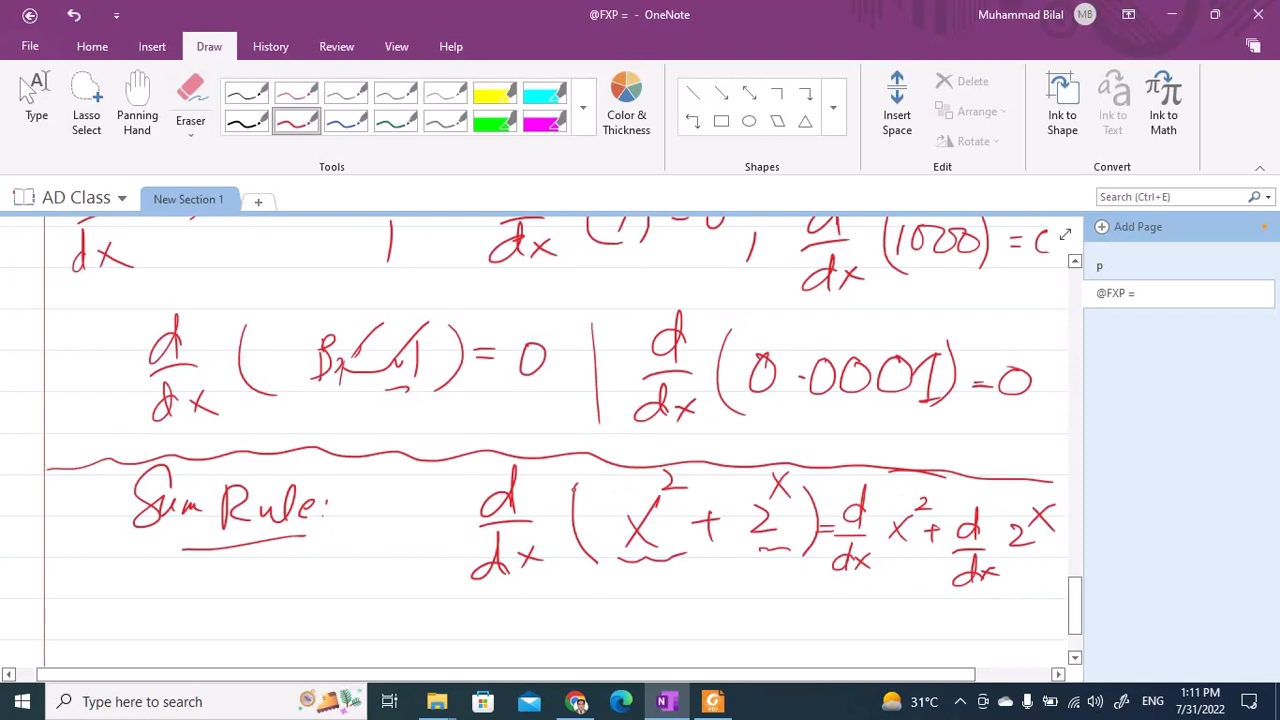 @FXP = - OneNote
Muhammad Bilal MB
File Home Insert Draw History Review View Help
Type
Lasso Select
Panning Hand
Eraser
Color & Thickness
Insert Space
Delete
Arrange
Rotate
Ink to Shape
Ink to Text
Ink to Math
Tools Shapes Edit Convert
AD Class New Section 1 Search (Ctrl+E)
Add Page
p
@FXP =
d/dx (1000) = 0
d/dx ( ) = 0 | d/dx (0.0001) = 0
Sum Rule: d/dx (x² + 2ˣ) = d/dx x² + d/dx 2ˣ
Type here to search
31°C ENG 1:11 PM
7/31/2022